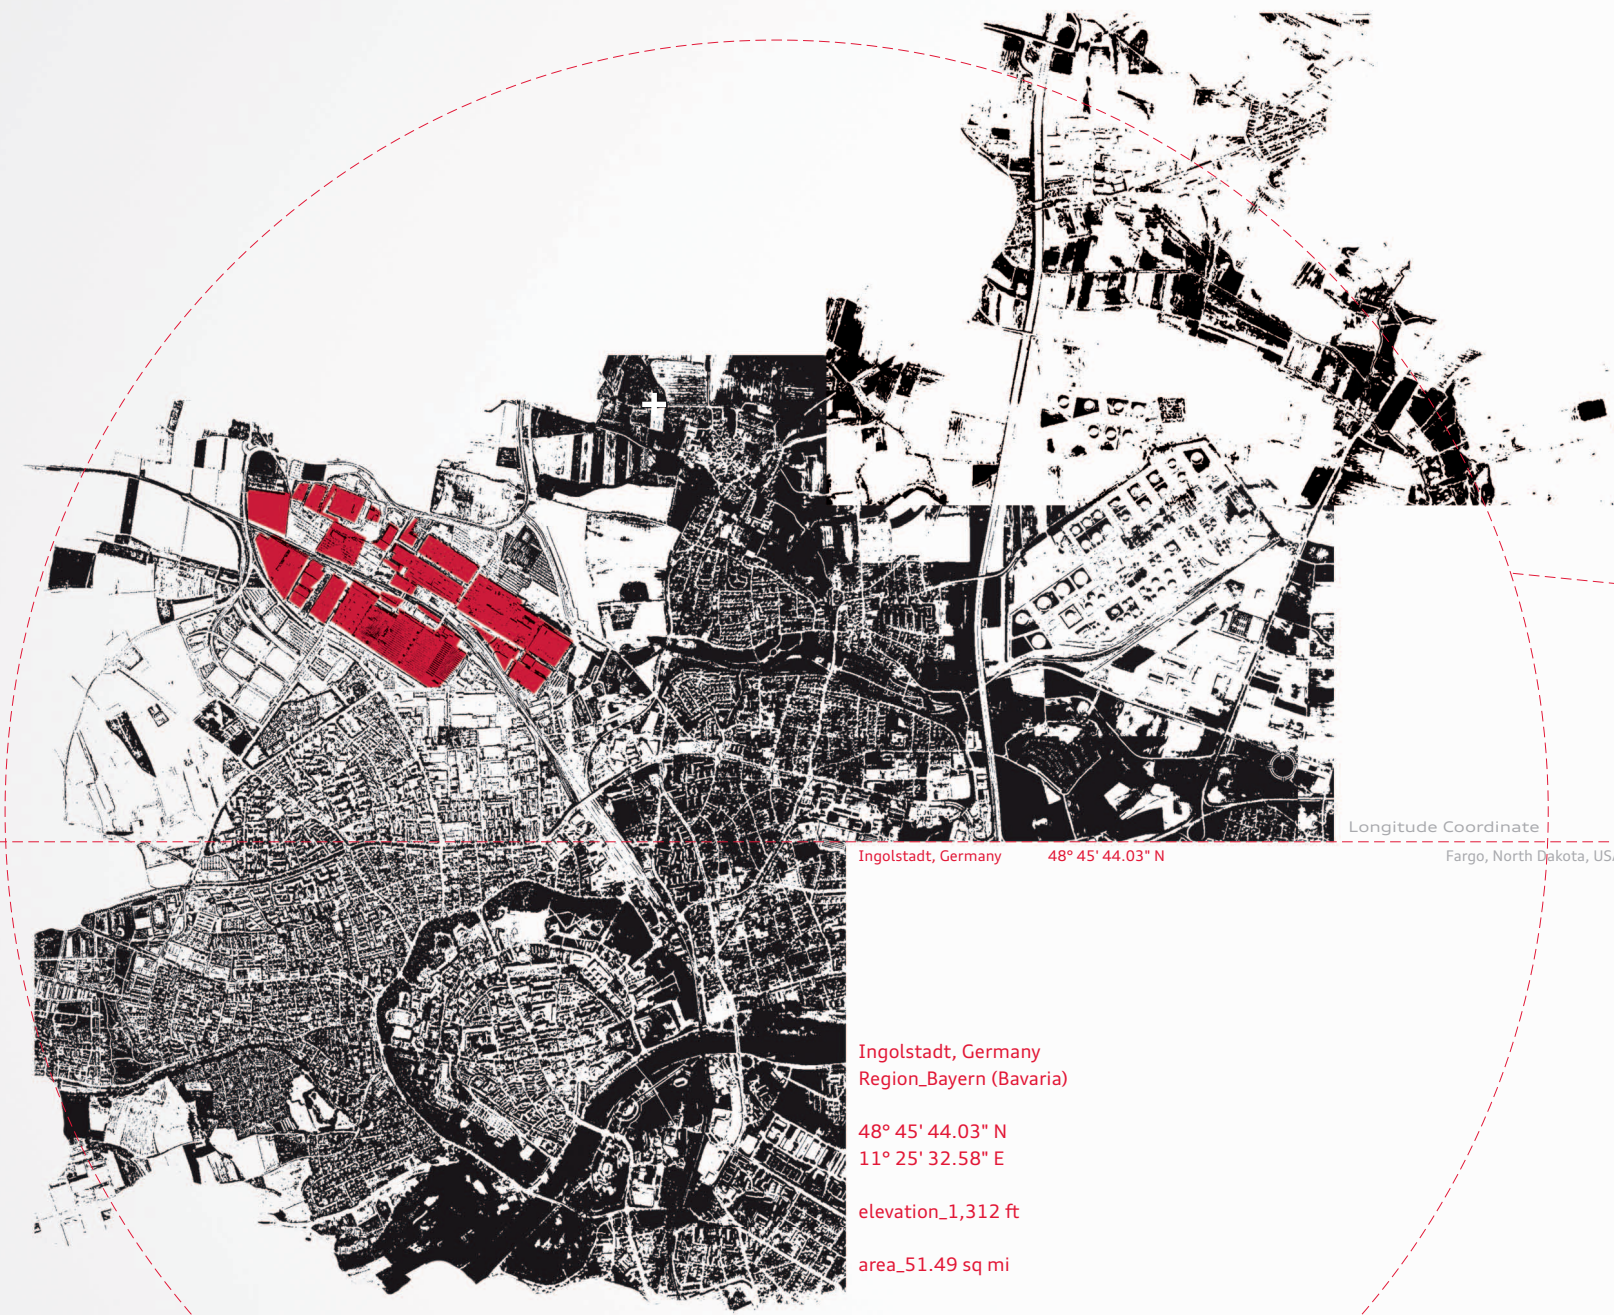 Longitude Coordinate
Ingolstadt, Germany 48° 45' 44.03" N
Fargo, North Dakota, USA
Ingolstadt, Germany
Region_Bayern (Bavaria)
48° 45' 44.03" N
11° 25' 32.58" E
elevation_1,312 ft
area_51.49 sq mi